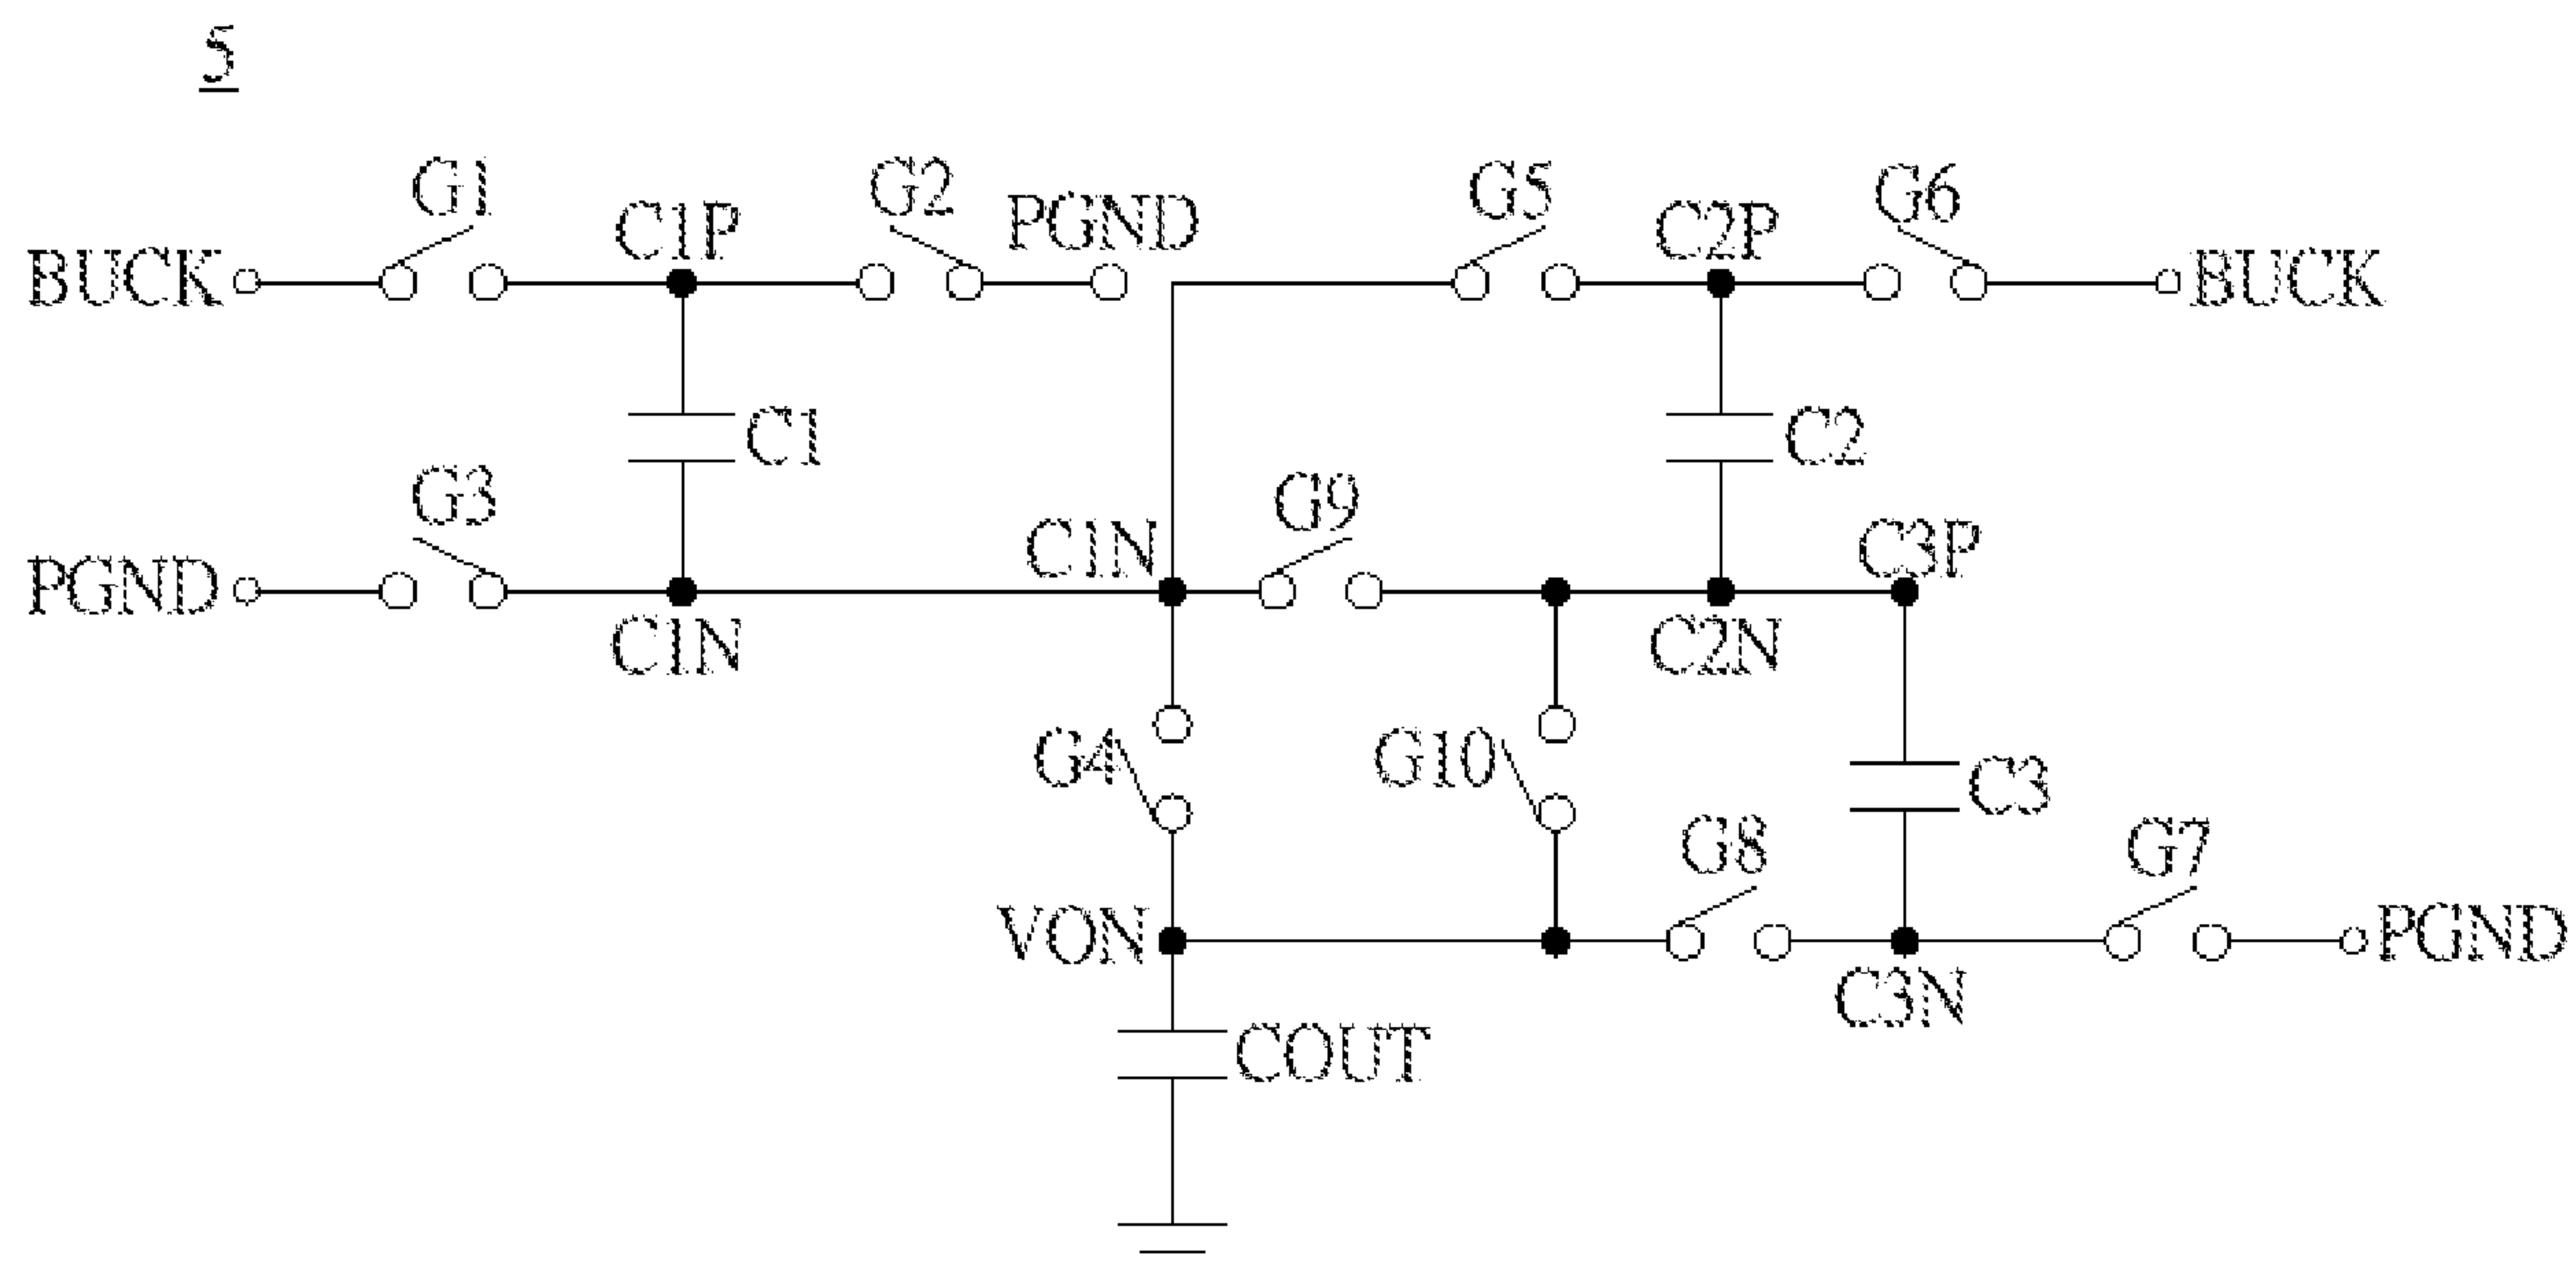 5
G1
C1P
G2
PGND
G5
C2P
G6
BUCK
BUCK
C1
C2
G3
G9
C1N
C3P
PGND
C1N
C2N
G4
G10
C3
G8
G7
VON
PGND
C3N
COUT